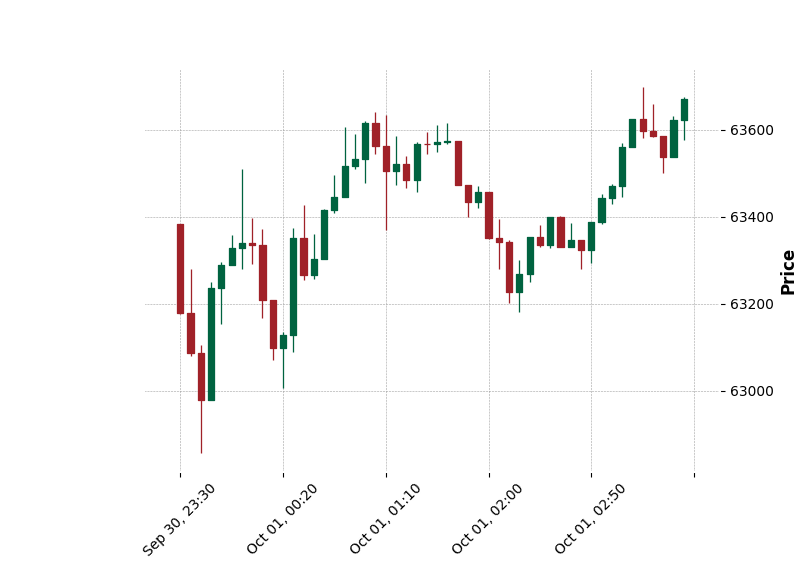 63600
63400
63200
63000
Price
Sep 30, 23:30
Oct 01, 00:20
Oct 01, 01:10
Oct 01, 02:00
Oct 01, 02:50